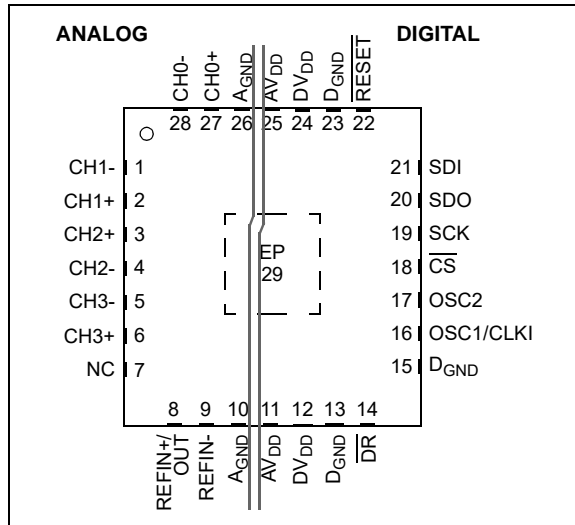 ANALOG DIGITAL
CH0- CH0+ AGND AVDD DVDD DGND RESET
28 27 26 25 24 23 22
CH1- 1 21 SDI
CH1+ 2 20 SDO
CH2+ 3 19 SCK
CH2- 4 18 CS
CH3- 5 17 OSC2
CH3+ 6 16 OSC1/CLKI
NC 7 15 DGND
EP
29
8 9 10 11 12 13 14
REFIN+/OUT REFIN- AGND AVDD DVDD DGND DR